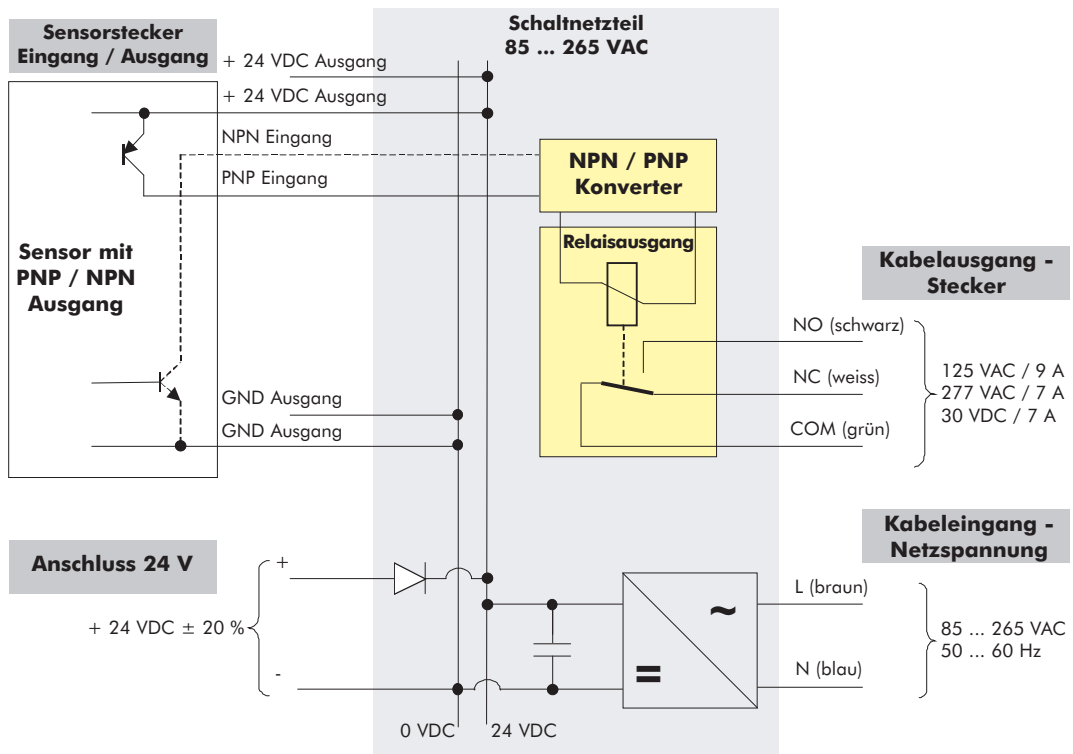 Sensorstecker
Eingang / Ausgang
Schaltnetzteil
85 ... 265 VAC
+ 24 VDC Ausgang
+ 24 VDC Ausgang
NPN Eingang
PNP Eingang
NPN / PNP
Konverter
Sensor mit
PNP / NPN
Ausgang
Relaisausgang
Kabelausgang -
Stecker
NO (schwarz)
NC (weiss)
COM (grün)
125 VAC / 9 A
277 VAC / 7 A
30 VDC / 7 A
GND Ausgang
GND Ausgang
Kabeleingang -
Netzspannung
Anschluss 24 V
+
+ 24 VDC ± 20 %
-
~
=
L (braun)
N (blau)
85 ... 265 VAC
50 ... 60 Hz
0 VDC
24 VDC